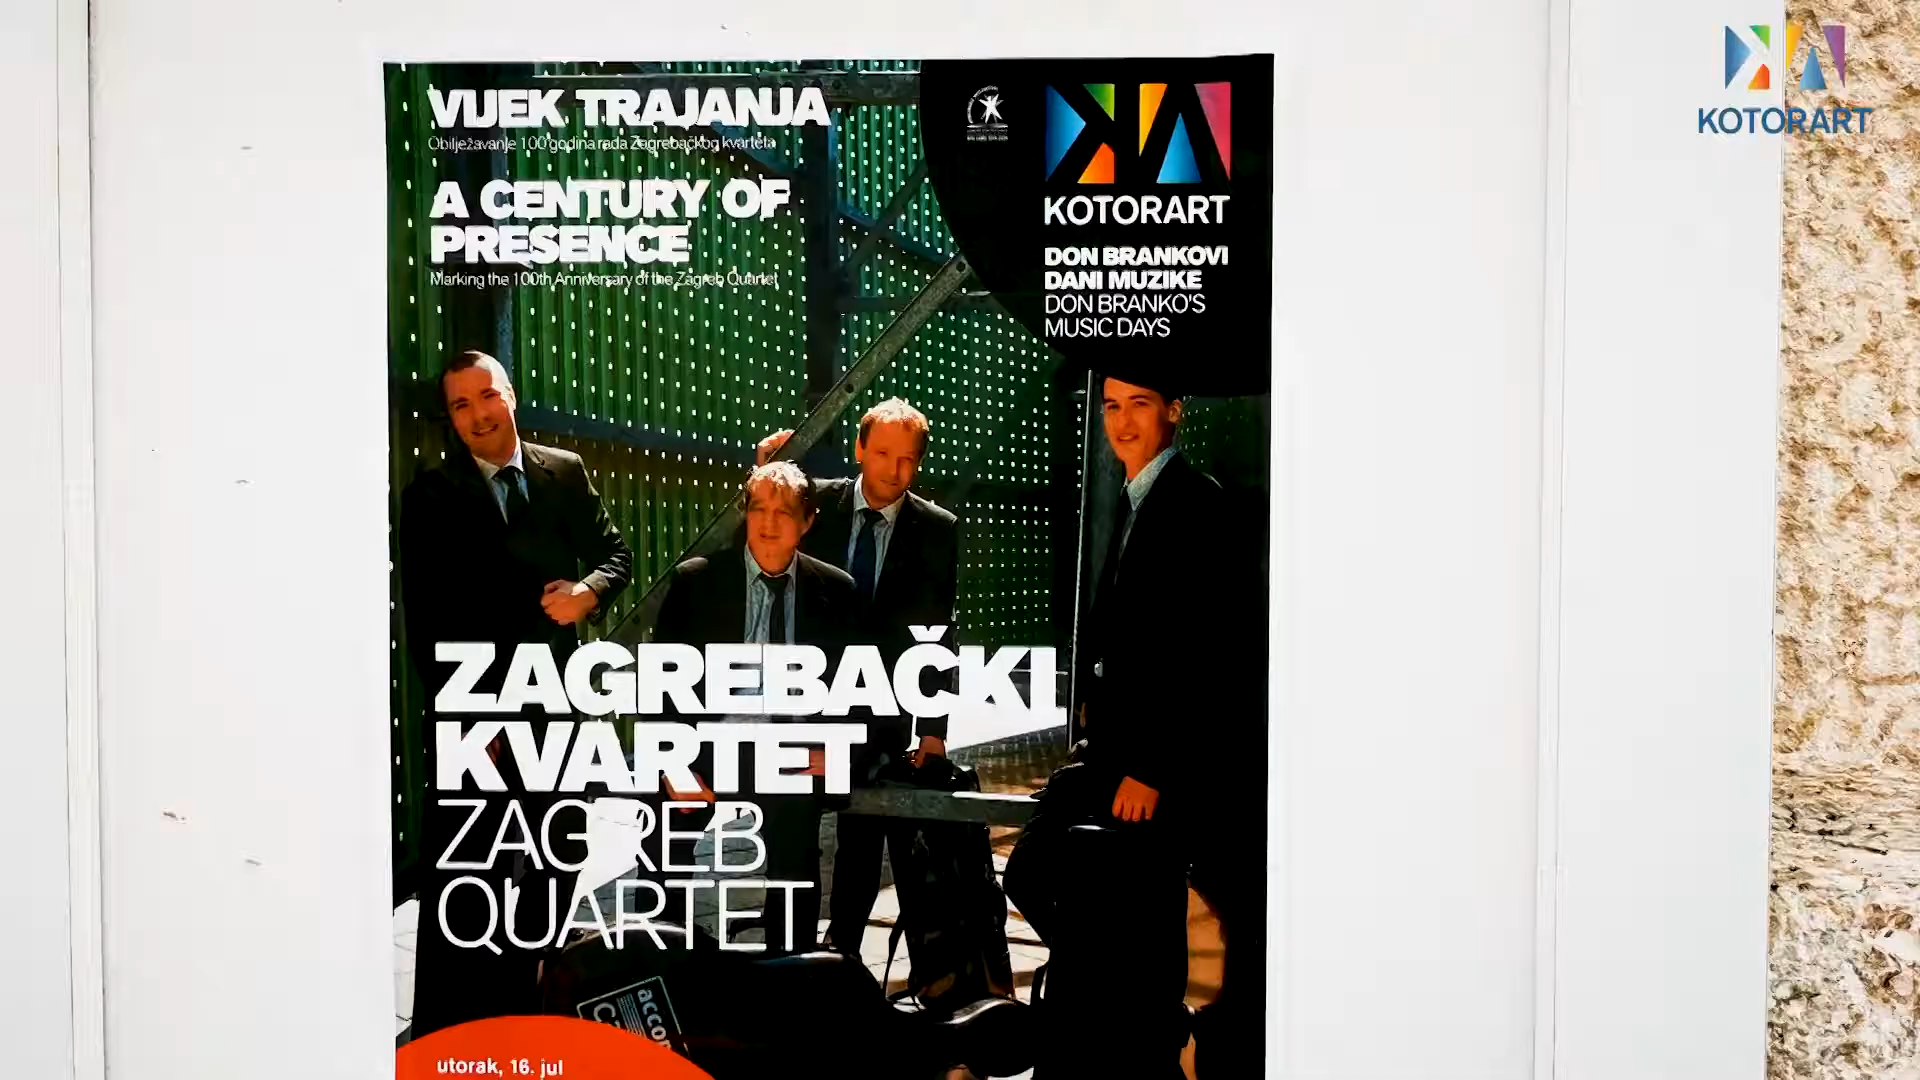 VIJEK TRAJANJA
Obilježavanje 100 godina rada Zagrebačkog kvarteta
A CENTURY OF
PRESENCE
Marking the 100th Anniversary of the Zagreb Quartet
KOTORART
DON BRANKOVI
DANI MUZIKE
DON BRANKO'S
MUSIC DAYS
ZAGREBAČKI
KVARTET
ZAGREB
QUARTET
utorak, 16. jul
KOTORART